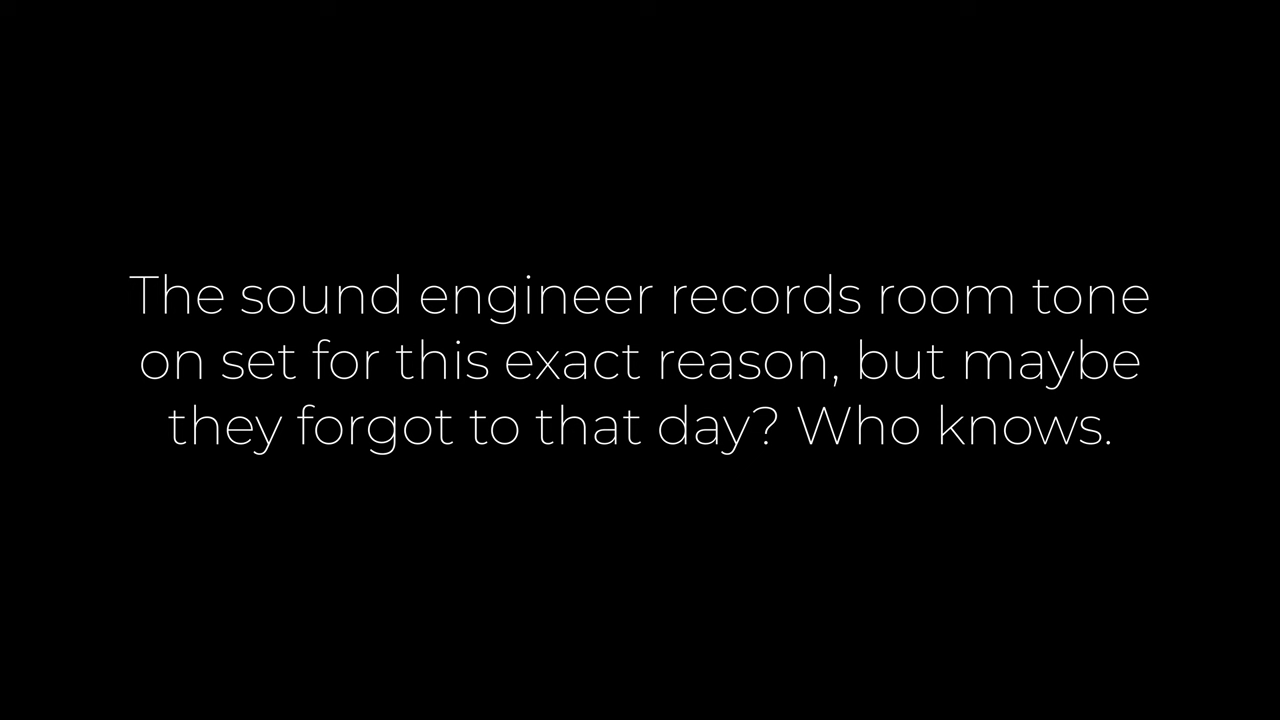 The sound engineer records room tone
on set for this exact reason, but maybe
they forgot to that day? Who knows.